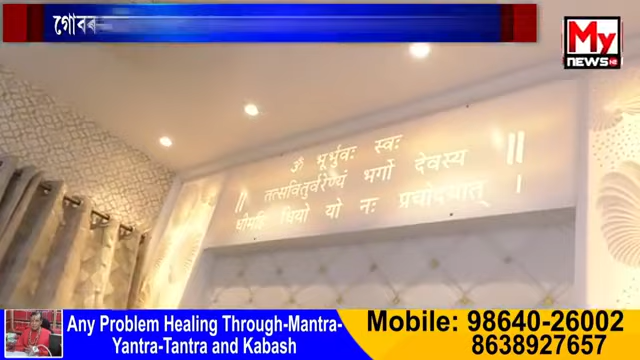 গোবৰ
My
NEWS NE
ॐ भूर्भुवः स्वः
॥ तत्सवितुर्वरेण्यं भर्गो देवस्य ॥
धीमहि धियो यो नः प्रचोदयात् ।
Any Problem Healing Through-Mantra-
Yantra-Tantra and Kabash
Mobile: 98640-26002
8638927657